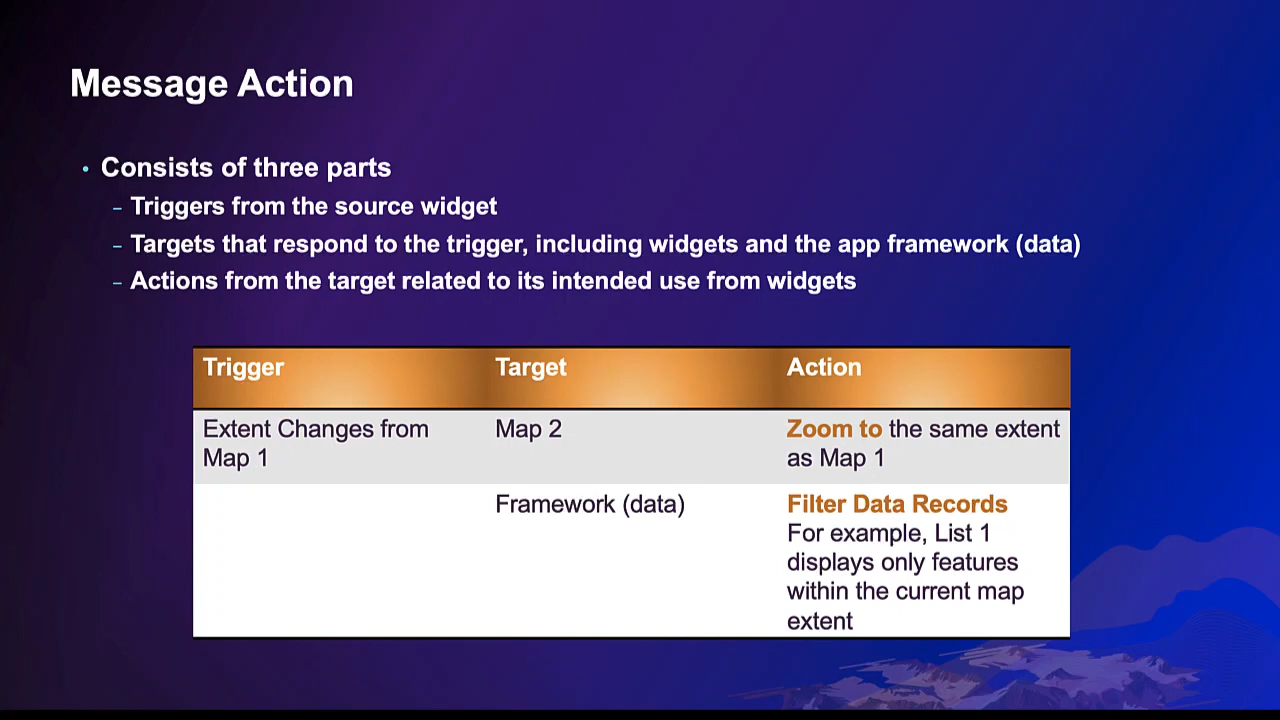 Message Action
• Consists of three parts
– Triggers from the source widget
– Targets that respond to the trigger, including widgets and the app framework (data)
– Actions from the target related to its intended use from widgets
Trigger Target Action
Extent Changes from Map 2 Zoom to the same extent
Map 1 as Map 1
Framework (data) Filter Data Records
For example, List 1
displays only features
within the current map
extent